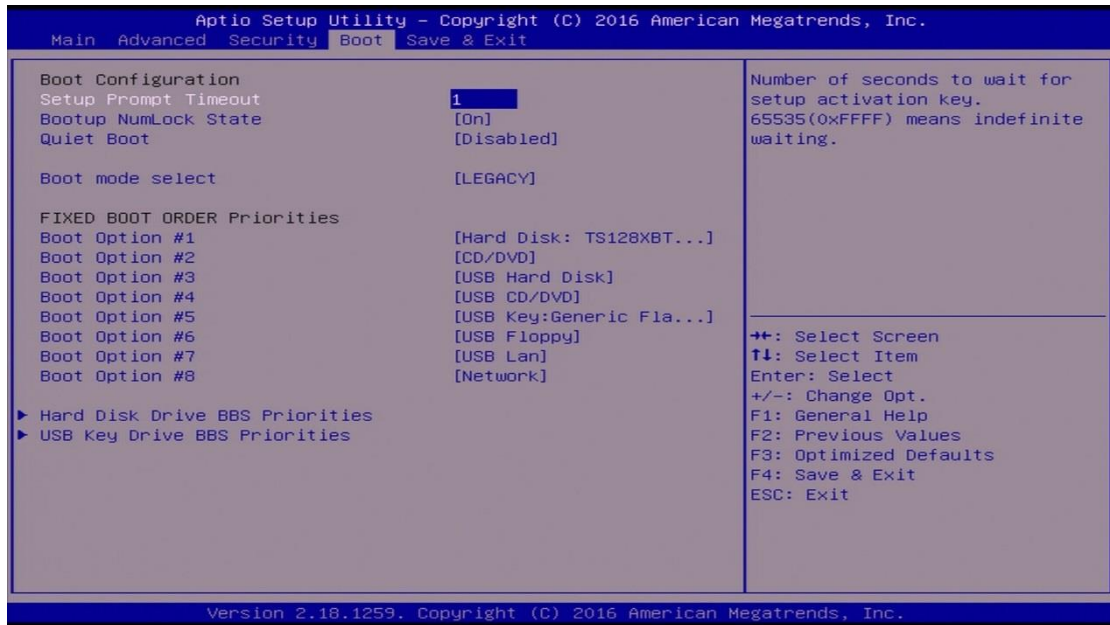 Aptio Setup Utility – Copyright (C) 2016 American Megatrends, Inc.
Main Advanced Security Boot Save & Exit
Boot Configuration
Setup Prompt Timeout 1
Bootup NumLock State [On]
Quiet Boot [Disabled]
Boot mode select [LEGACY]
FIXED BOOT ORDER Priorities
Boot Option #1 [Hard Disk: TS128XBT...]
Boot Option #2 [CD/DVD]
Boot Option #3 [USB Hard Disk]
Boot Option #4 [USB CD/DVD]
Boot Option #5 [USB Key:Generic Fla...]
Boot Option #6 [USB Floppy]
Boot Option #7 [USB Lan]
Boot Option #8 [Network]
► Hard Disk Drive BBS Priorities
► USB Key Drive BBS Priorities
Number of seconds to wait for
setup activation key.
65535(0xFFFF) means indefinite
waiting.
→←: Select Screen
↑↓: Select Item
Enter: Select
+/-: Change Opt.
F1: General Help
F2: Previous Values
F3: Optimized Defaults
F4: Save & Exit
ESC: Exit
Version 2.18.1259. Copyright (C) 2016 American Megatrends, Inc.